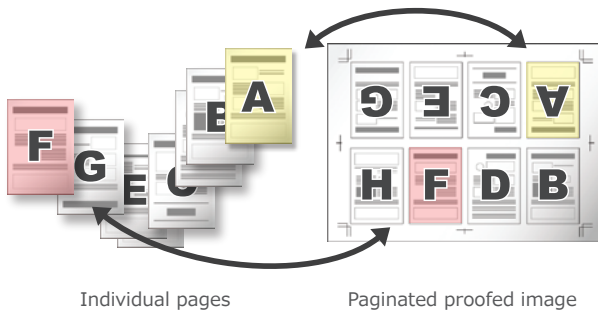 A
B
F
G
E
C
G E C A
H F D B
Individual pages
Paginated proofed image